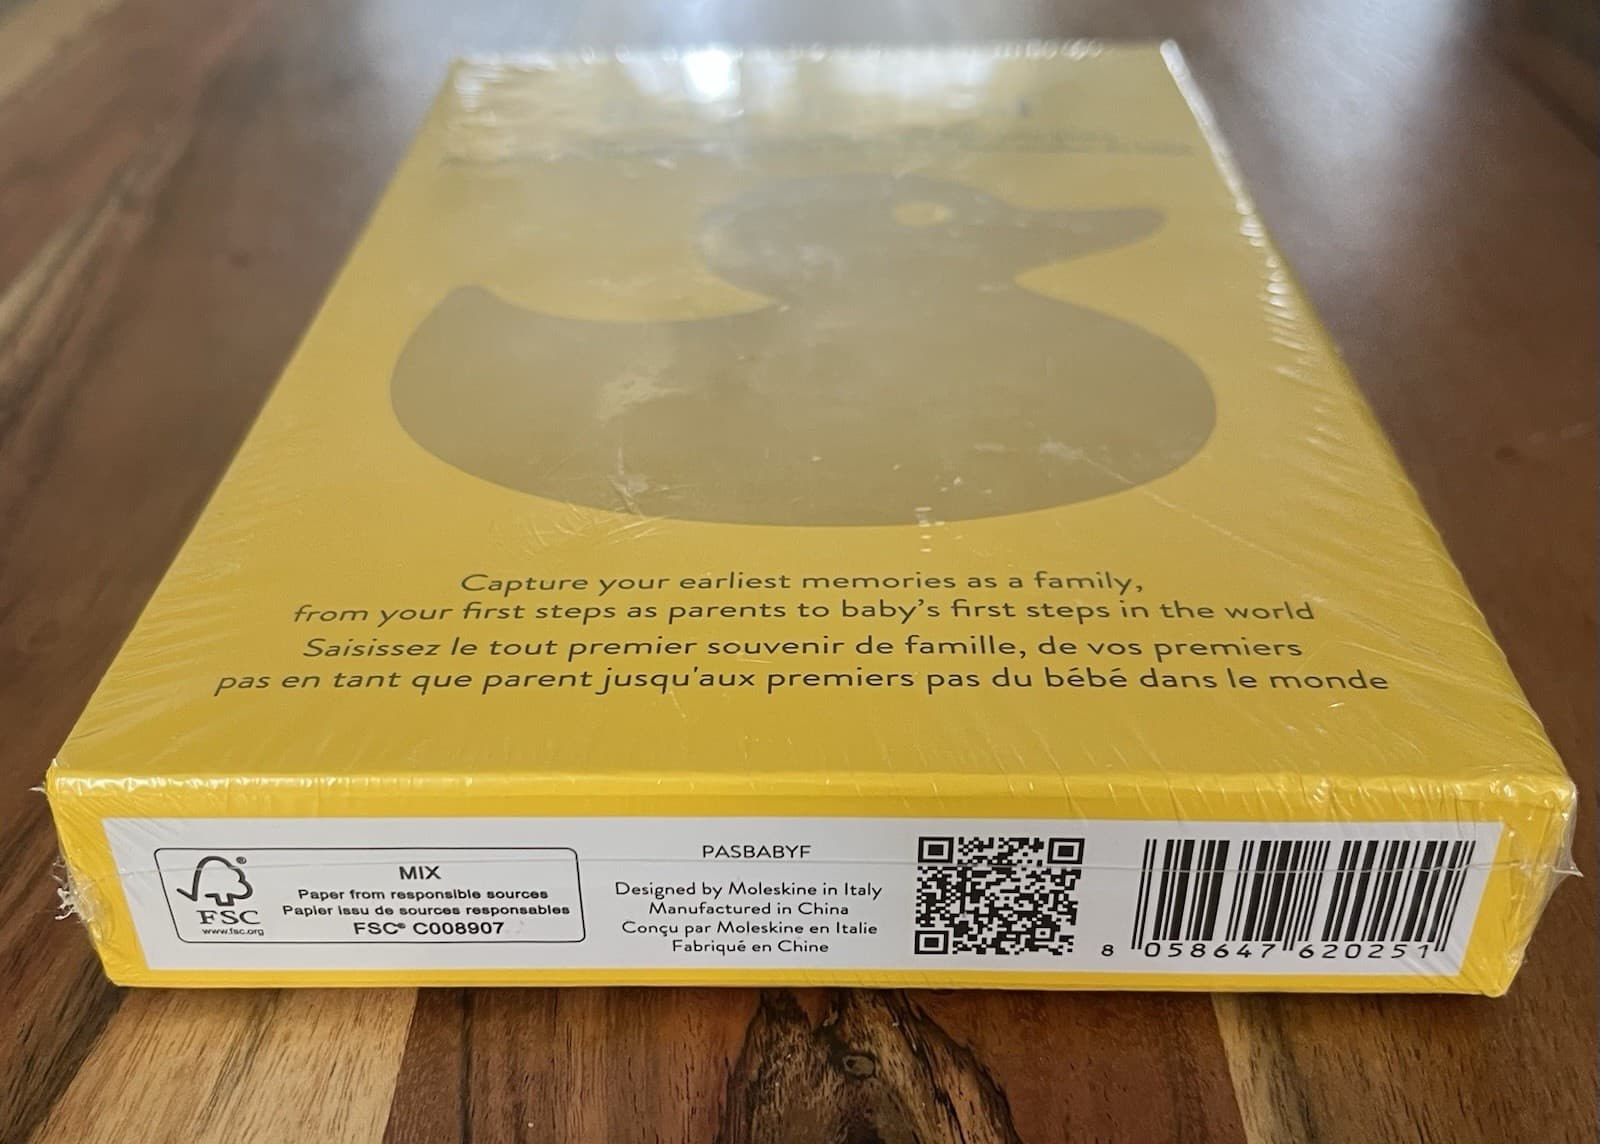 Capture your earliest memories as a family,
from your first steps as parents to baby's first steps in the world
Saisissez le tout premier souvenir de famille, de vos premiers
pas en tant que parent jusqu'aux premiers pas du bébé dans le monde
FSC®
www.fsc.org
MIX
Paper from responsible sources
Papier issu de sources responsables
FSC® C008907
PASBABYF
Designed by Moleskine in Italy
Manufactured in China
Conçu par Moleskine en Italie
Fabriqué en Chine
8 058647 620251